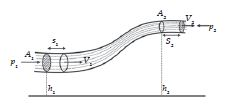 A₂ V₂
S₁ S₂ p₂
A₁
p₁ V₁
h₁ h₂